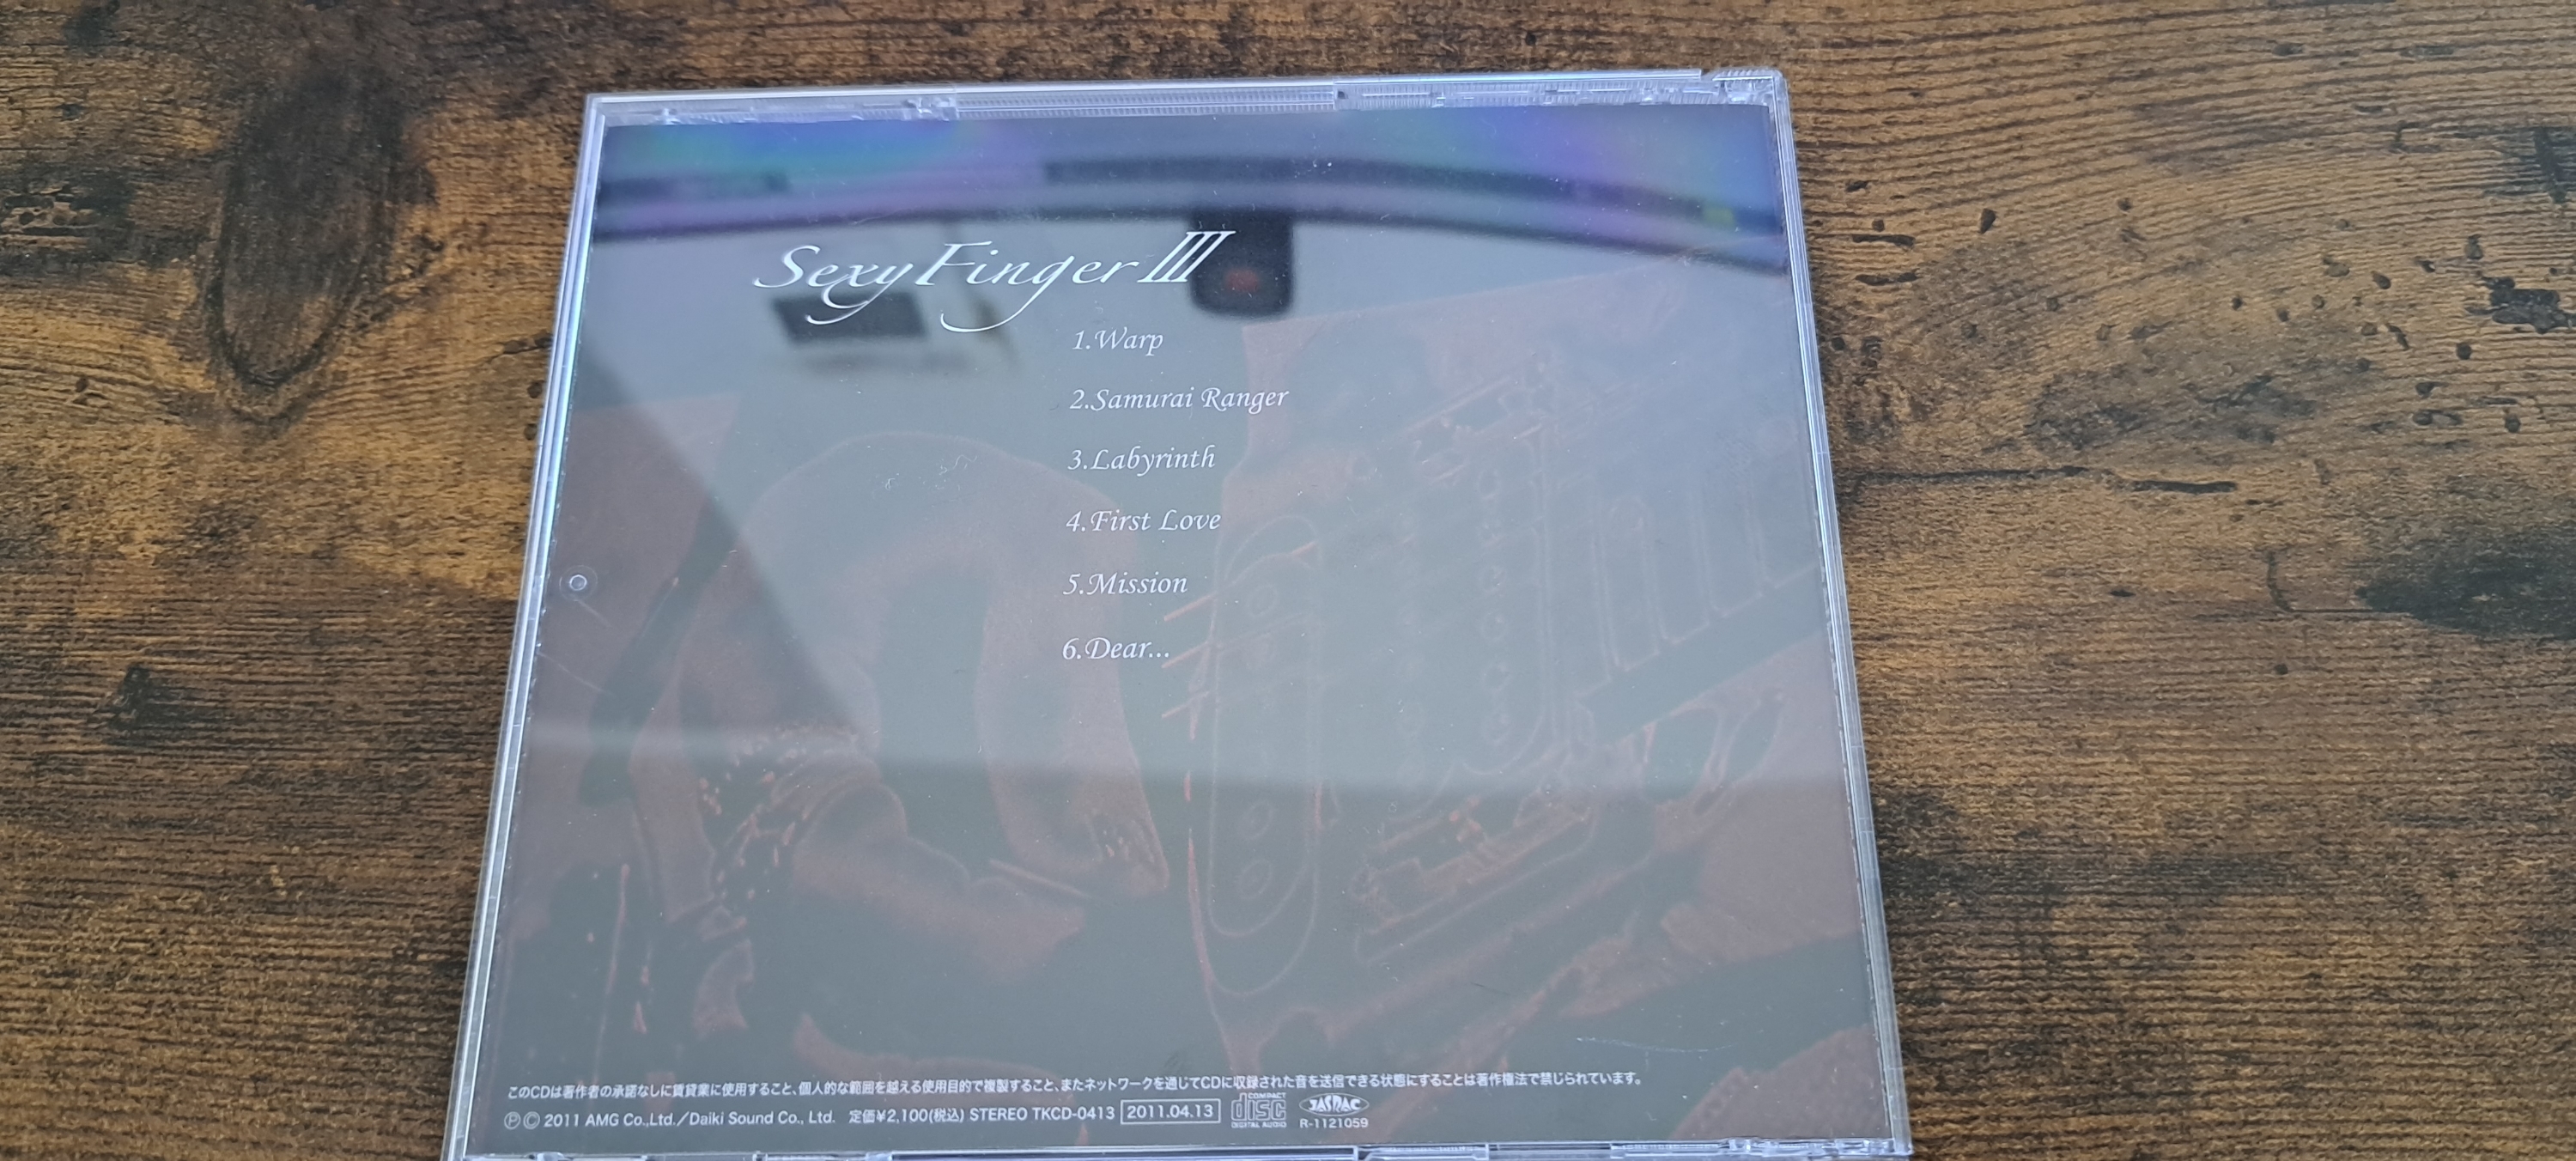 Sexy Finger III
1.Warp
2.Samurai Ranger
3.Labyrinth
4.First Love
5.Mission
6.Dear...
このCDは著作者の承諾なしに賃貸業に使用すること、個人的な範囲を越える使用目的で複製すること、またネットワークを通じてCDに収録された音を送信できる状態にすることは著作権法で禁じられています。
Ⓟ© 2011 AMG Co.,Ltd./Daiki Sound Co., Ltd. 定価¥2,100(税込) STEREO TKCD-0413 2011.04.13 COMPACT disc DIGITAL AUDIO JASRAC R-1121059